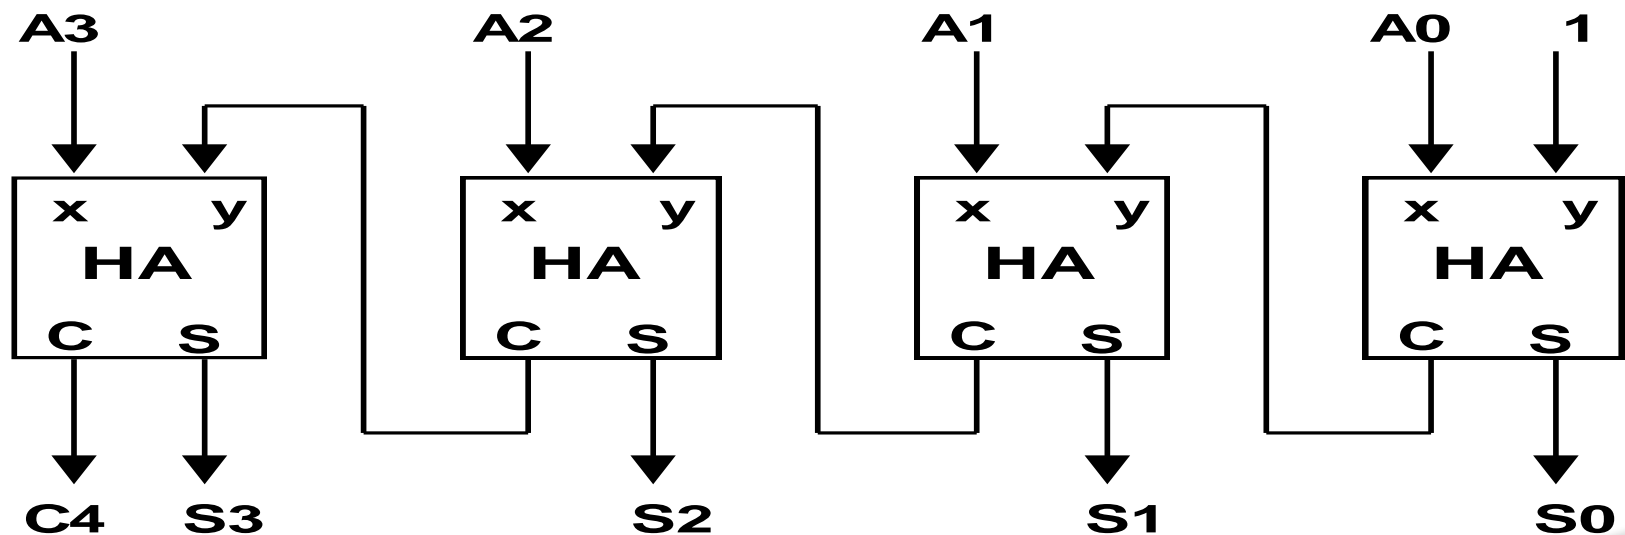 A3 A2 A1 A0 1
x y x y x y x y
HA HA HA HA
C S C S C S C S
C4 S3 S2 S1 S0